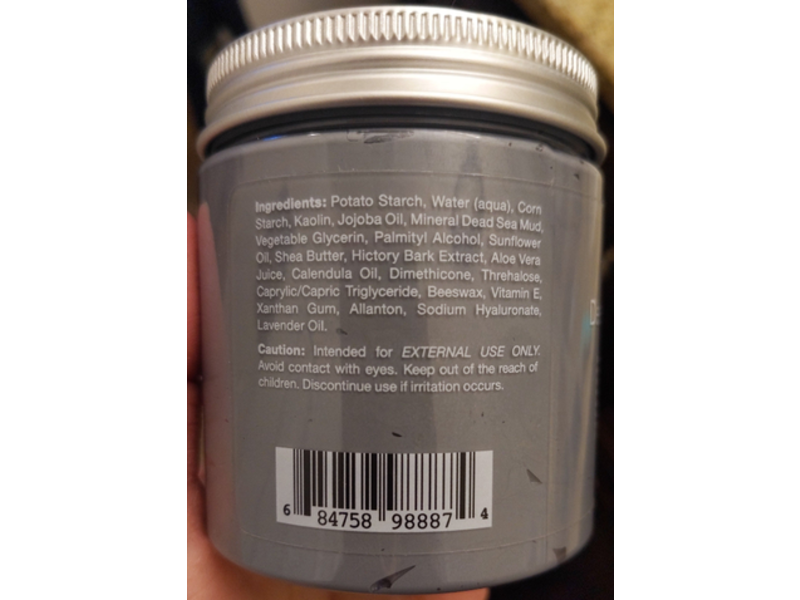 Ingredients: Potato Starch, Water (aqua), Corn
Starch, Kaolin, Jojoba Oil, Mineral Dead Sea Mud,
Vegetable Glycerin, Palmityl Alcohol, Sunflower
Oil, Shea Butter, Hictory Bark Extract, Aloe Vera
Juice, Calendula Oil, Dimethicone, Threhalose,
Caprylic/Capric Triglyceride, Beeswax, Vitamin E,
Xanthan Gum, Allanton, Sodium Hyaluronate,
Lavender Oil.
Caution: Intended for EXTERNAL USE ONLY.
Avoid contact with eyes. Keep out of the reach of
children. Discontinue use if irritation occurs.
6 84758 98887 4